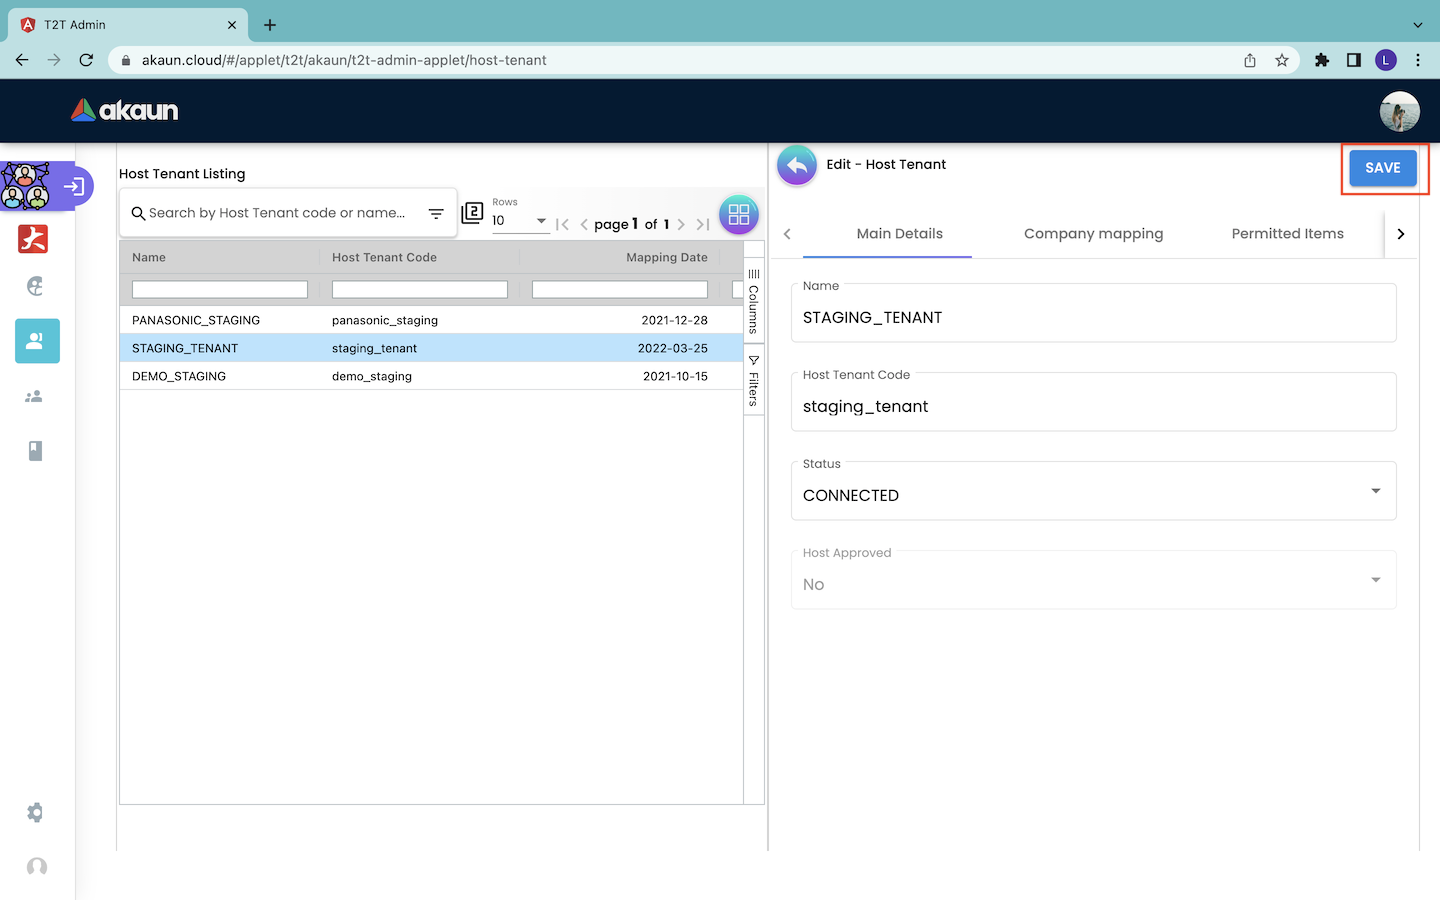 T2T Admin
akaun.cloud/#/applet/t2t/akaun/t2t-admin-applet/host-tenant
L
akaun
Host Tenant Listing
Search by Host Tenant code or name...
2
Rows
10
page 1 of 1
Name Host Tenant Code Mapping Date
PANASONIC_STAGING panasonic_staging 2021-12-28
STAGING_TENANT staging_tenant 2022-03-25
DEMO_STAGING demo_staging 2021-10-15
Columns
Filters
Edit - Host Tenant
SAVE
Main Details Company mapping Permitted Items
Name
STAGING_TENANT
Host Tenant Code
staging_tenant
Status
CONNECTED
Host Approved
No